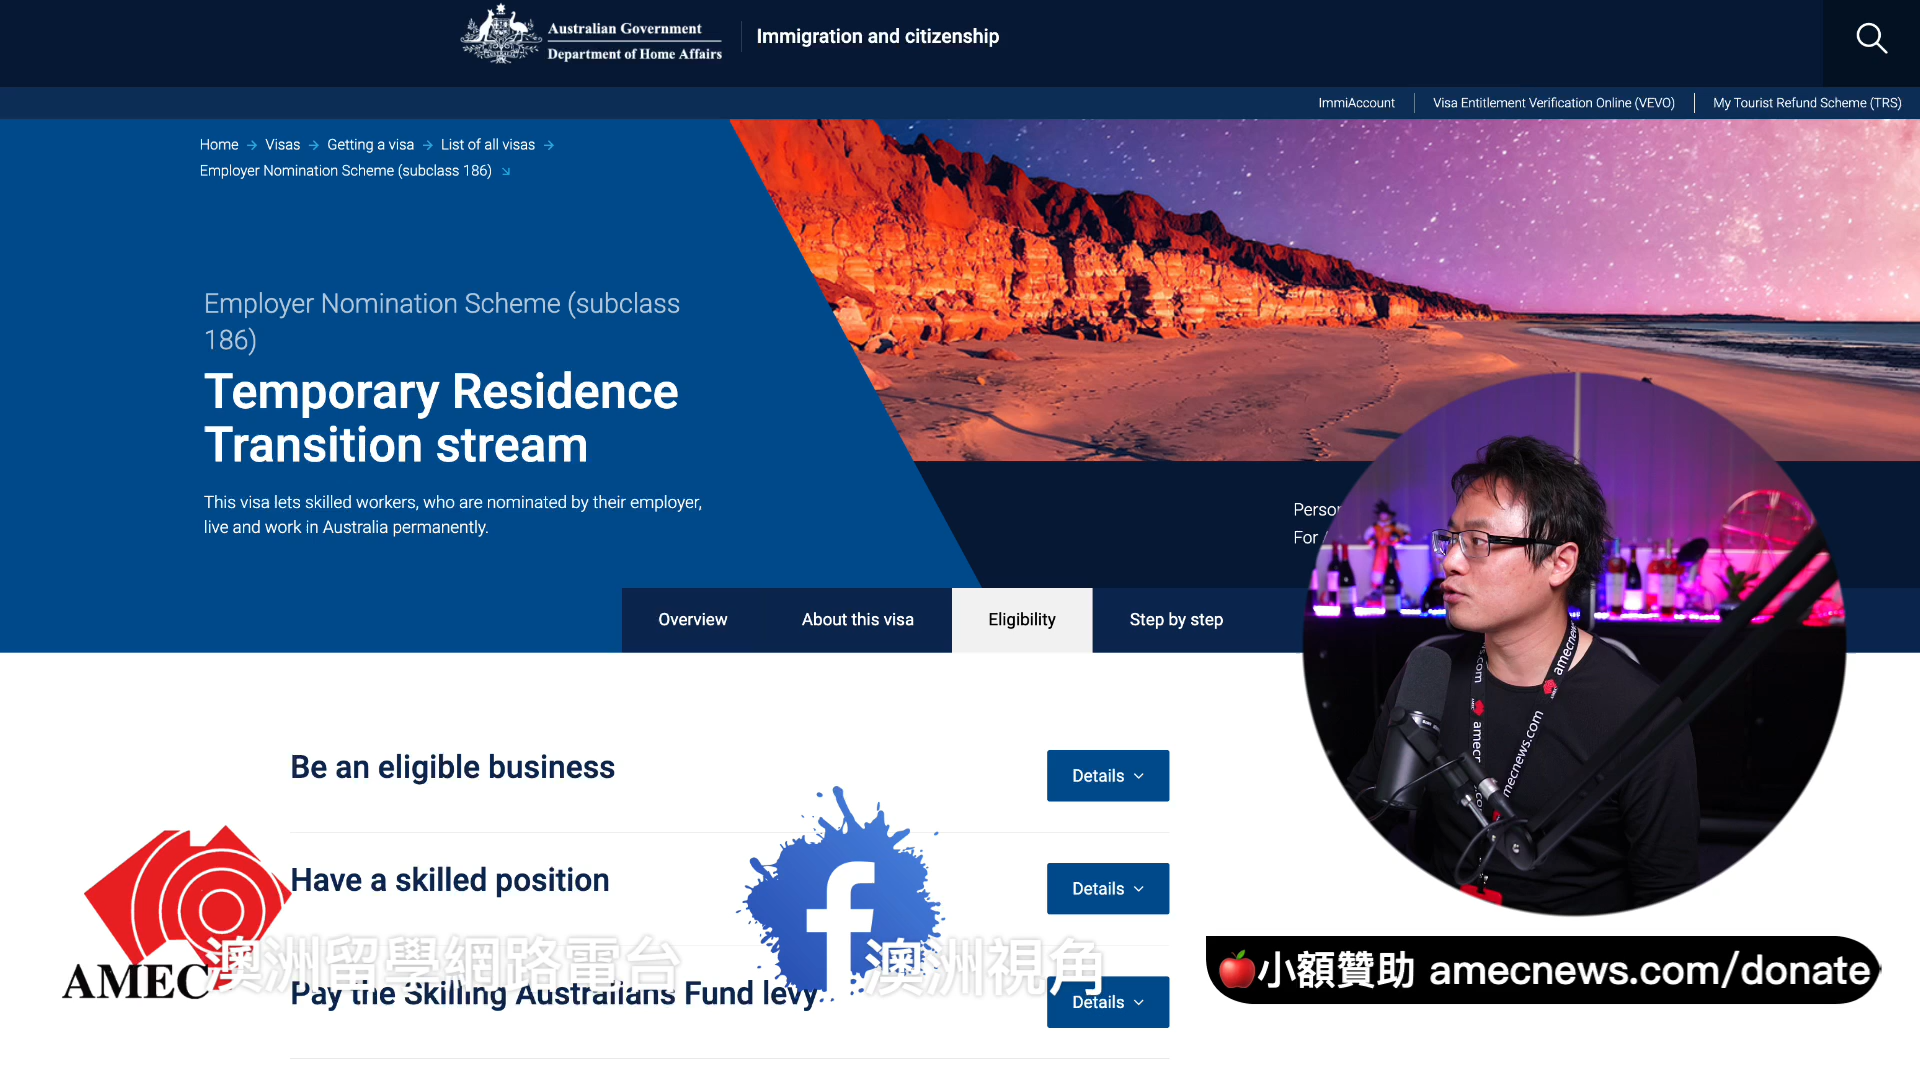 Australian Government
Department of Home Affairs
Immigration and citizenship
ImmiAccount
Visa Entitlement Verification Online (VEVO)
My Tourist Refund Scheme (TRS)
Home
Visas
Getting a visa
List of all visas
Employer Nomination Scheme (subclass 186)
Employer Nomination Scheme (subclass
186)
Temporary Residence
Transition stream
This visa lets skilled workers, who are nominated by their employer,
live and work in Australia permanently.
For
Overview
About this visa
Eligibility
Step by step
Be an eligible business
Details
Have a skilled position
Details
Pay the Skilling Australians Fund levy
Details
AMEC
澳洲留學網路電台
f
澳洲視角
小額贊助 amecnews.com/donate
amecnews.com